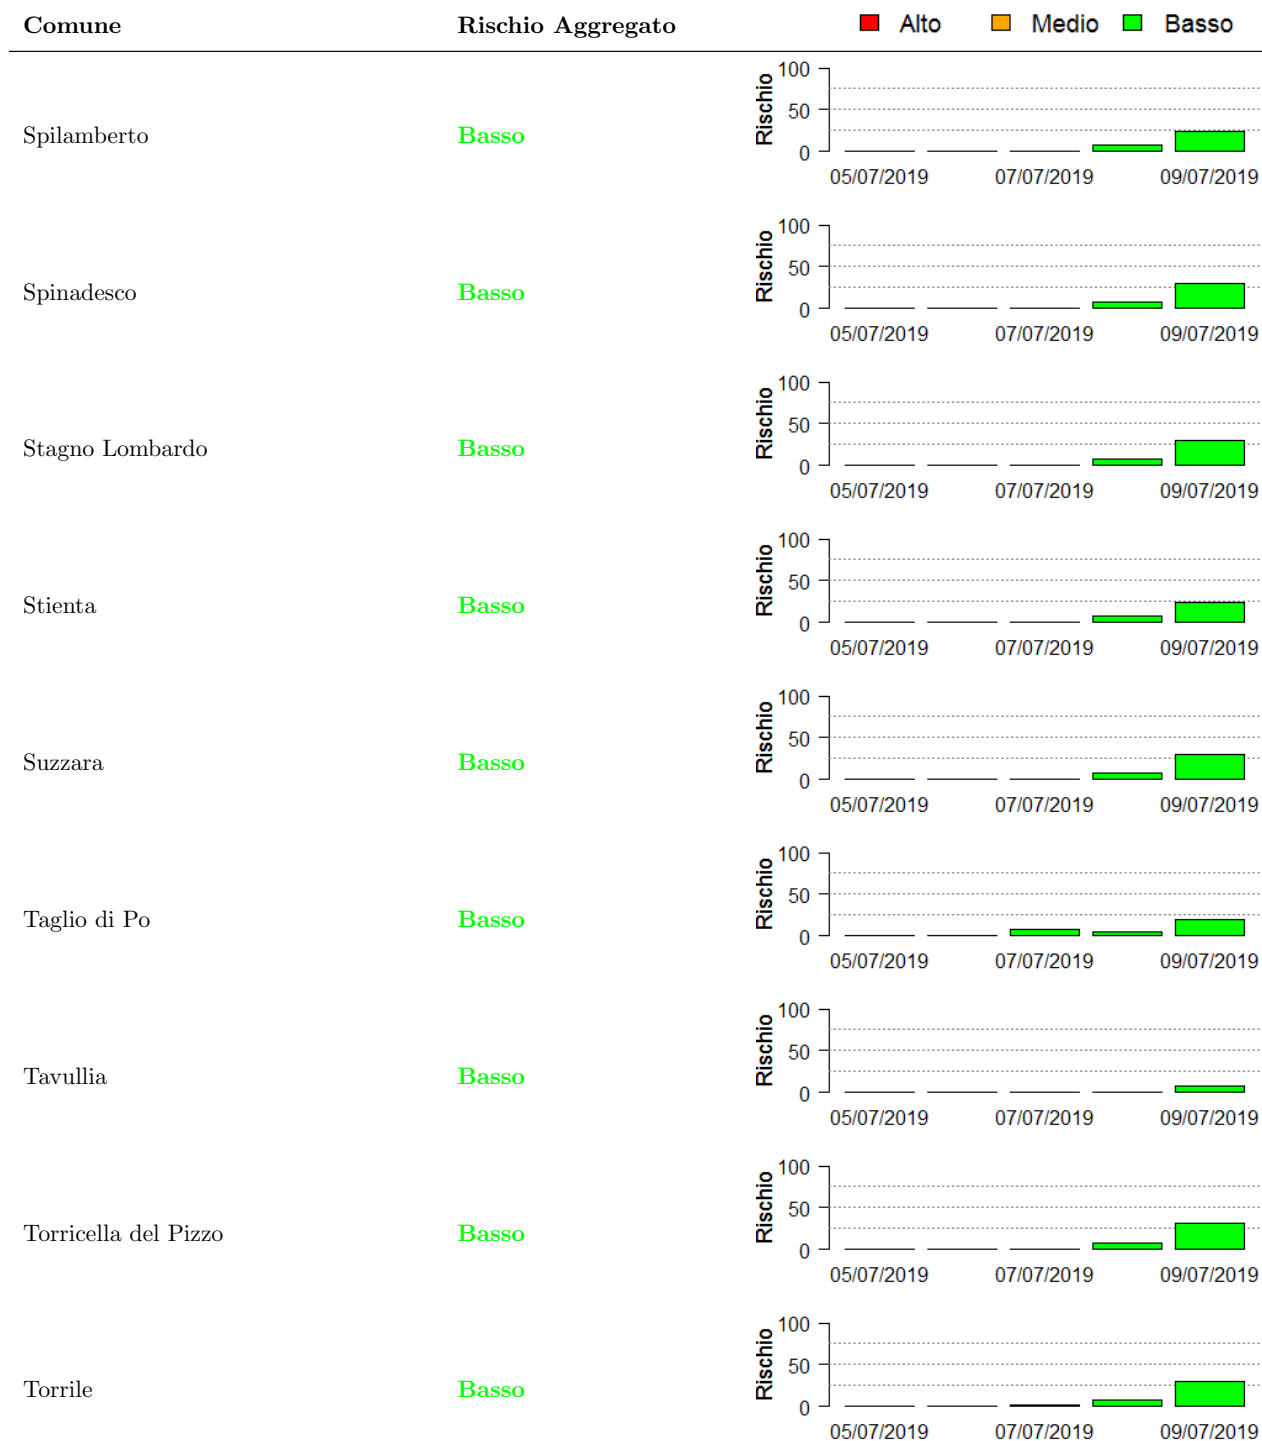 Comune Rischio Aggregato Alto Medio Basso
100
50
0
Rischio
Spilamberto Basso
05/07/2019 07/07/2019 09/07/2019
100
50
0
Rischio
Spinadesco Basso
05/07/2019 07/07/2019 09/07/2019
100
50
0
Rischio
Stagno Lombardo Basso
05/07/2019 07/07/2019 09/07/2019
100
50
0
Rischio
Stienta Basso
05/07/2019 07/07/2019 09/07/2019
100
50
0
Rischio
Suzzara Basso
05/07/2019 07/07/2019 09/07/2019
100
50
0
Rischio
Taglio di Po Basso
05/07/2019 07/07/2019 09/07/2019
100
50
0
Rischio
Tavullia Basso
05/07/2019 07/07/2019 09/07/2019
100
50
0
Rischio
Torricella del Pizzo Basso
05/07/2019 07/07/2019 09/07/2019
100
50
0
Rischio
Torrile Basso
05/07/2019 07/07/2019 09/07/2019